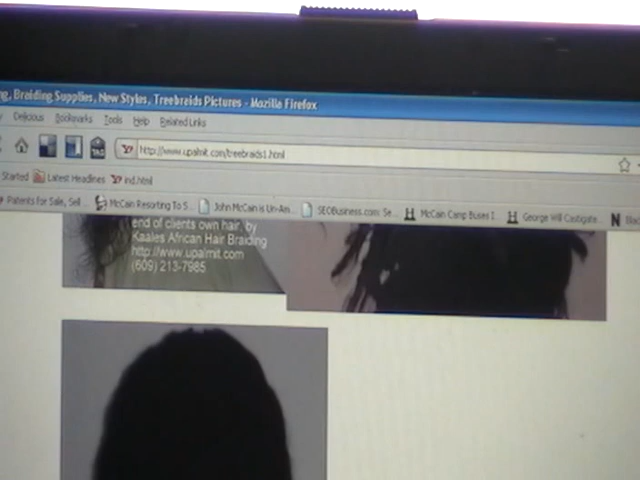 ng, Braiding Supplies, New Styles, Treebraids Pictures - Mozilla Firefox
Delicious Bookmarks Tools Help Related Links
http://www.upalmit.com/treebraids1.html
Started Latest Headlines ind.html
Patents for Sale, Sell ... McCain Resorting To S... John McCain is Un-Am... SEOBusiness.com: Se... McCain Camp Buses I... George Will Castigate... N
end of clients own hair. by
Kaales African Hair Braiding
http://www.upalmit.com
(609) 213-7985